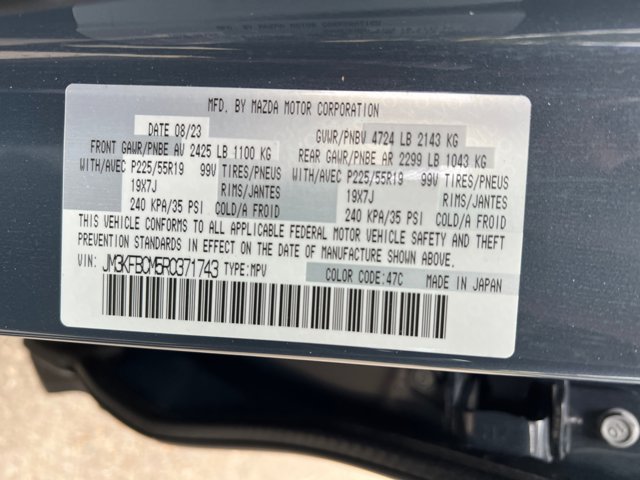 MFD. BY MAZDA MOTOR CORPORATION
DATE 08/23 GVWR/PNBV 4724 LB 2143 KG
FRONT GAWR/PNBE AV 2425 LB 1100 KG REAR GAWR/PNBE AR 2299 LB 1043 KG
WITH/AVEC P225/55R19 99V TIRES/PNEUS WITH/AVEC P225/55R19 99V TIRES/PNEUS
19X7J RIMS/JANTES 19X7J RIMS/JANTES
240 KPA/35 PSI COLD/A FROID 240 KPA/35 PSI COLD/A FROID
THIS VEHICLE CONFORMS TO ALL APPLICABLE FEDERAL MOTOR VEHICLE SAFETY AND THEFT
PREVENTION STANDARDS IN EFFECT ON THE DATE OF MANUFACTURE SHOWN ABOVE.
VIN: JM3KFBCM5R0371743 TYPE:MPV COLOR CODE:47C MADE IN JAPAN